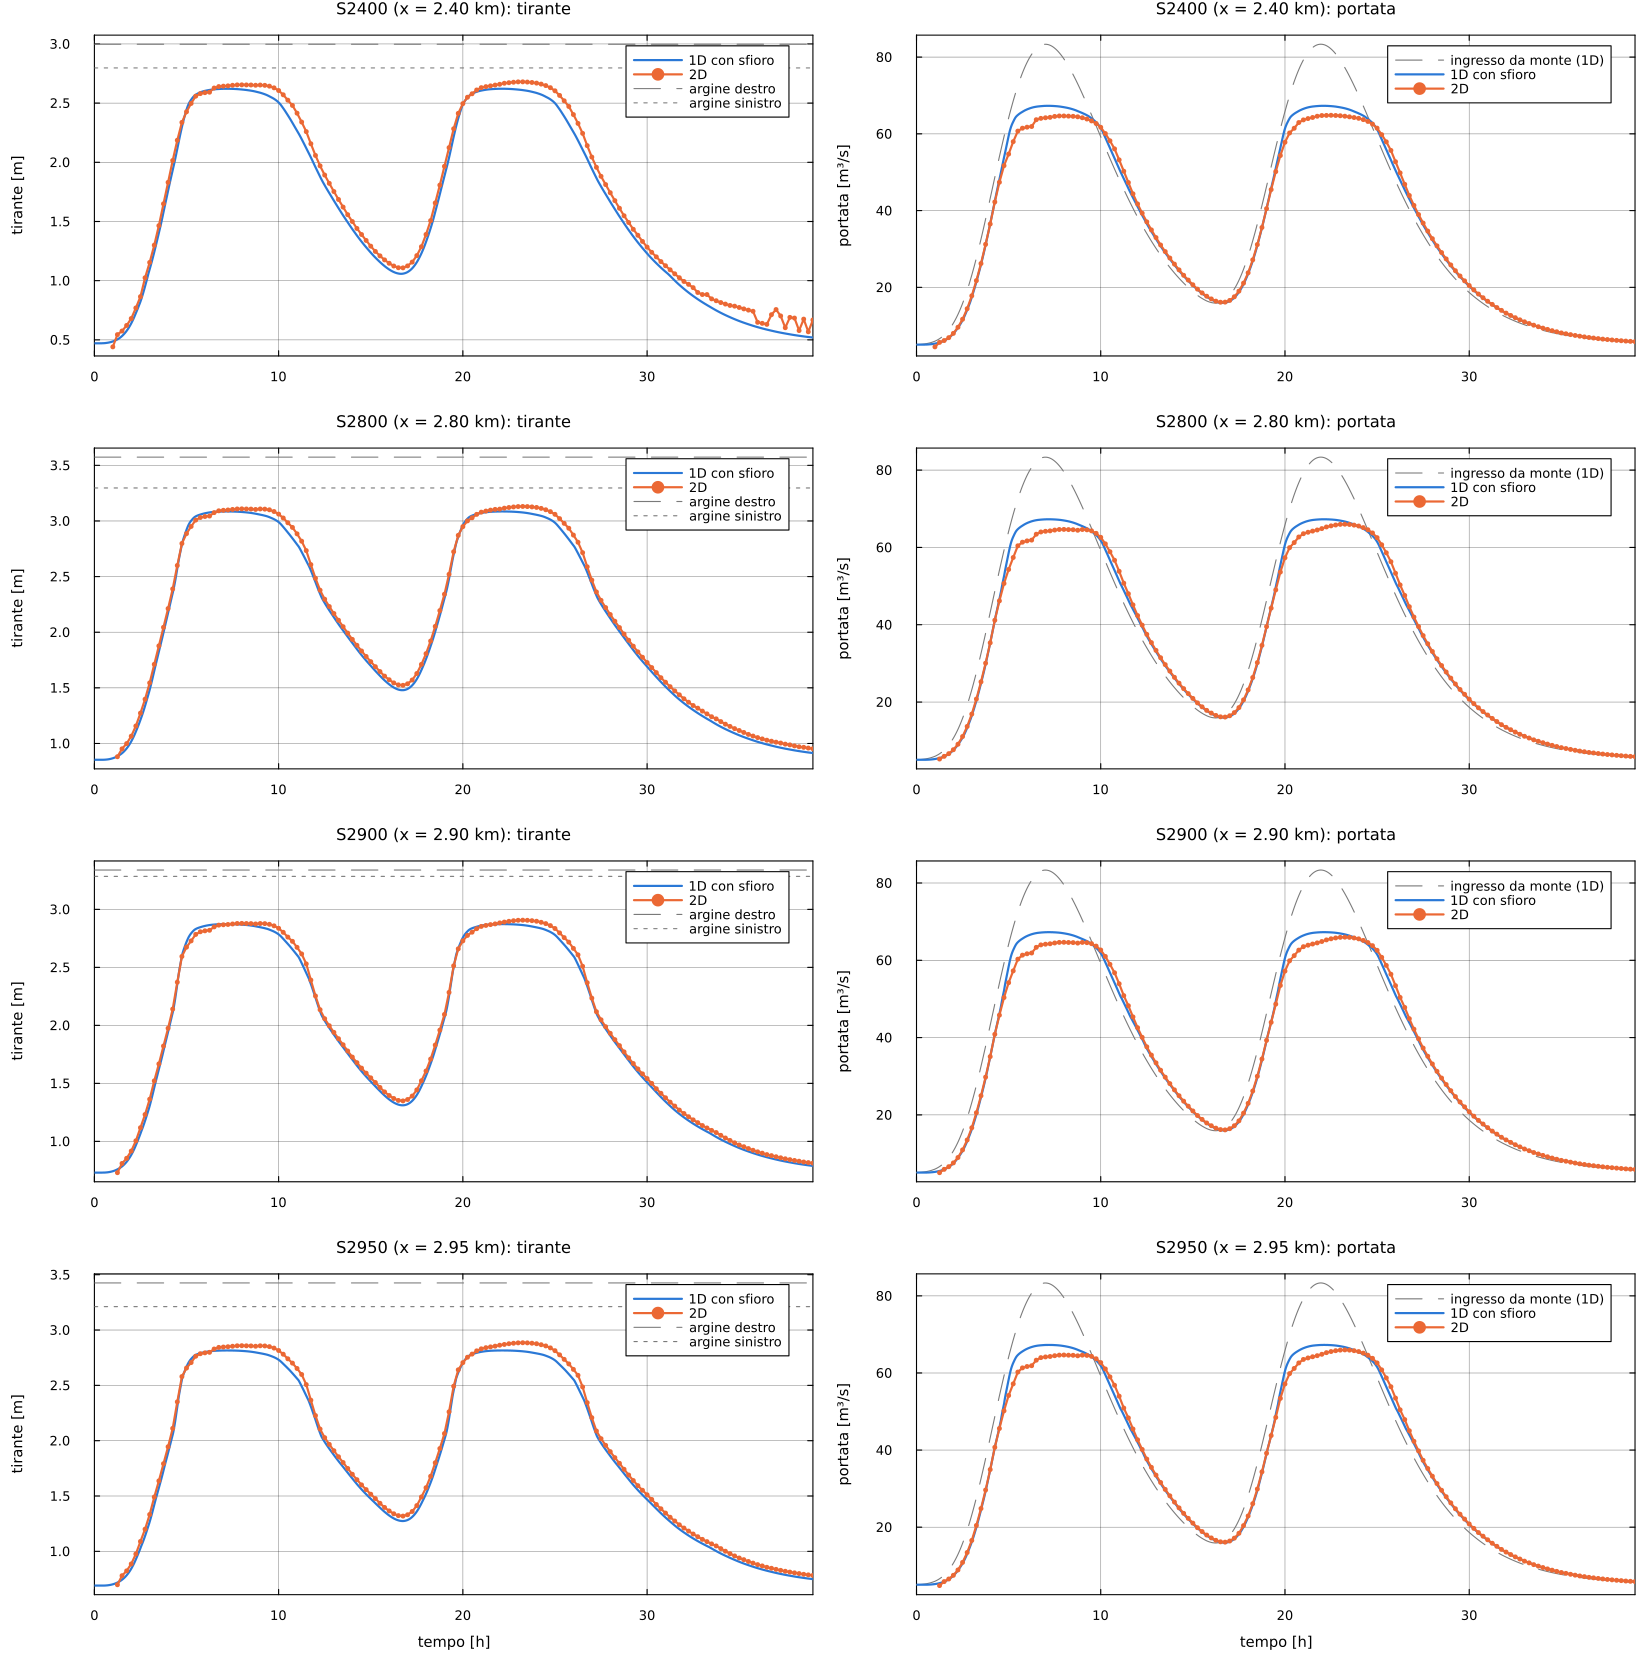 S2400 (x = 2.40 km): tirante
tirante [m]
3.0
2.5
2.0
1.5
1.0
0.5
0
10
20
30
1D con sfioro
2D
argine destro
argine sinistro
S2400 (x = 2.40 km): portata
portata [m³/s]
80
60
40
20
0
10
20
30
ingresso da monte (1D)
1D con sfioro
2D
S2800 (x = 2.80 km): tirante
tirante [m]
3.5
3.0
2.5
2.0
1.5
1.0
0
10
20
30
1D con sfioro
2D
argine destro
argine sinistro
S2800 (x = 2.80 km): portata
portata [m³/s]
80
60
40
20
0
10
20
30
ingresso da monte (1D)
1D con sfioro
2D
S2900 (x = 2.90 km): tirante
tirante [m]
3.0
2.5
2.0
1.5
1.0
0
10
20
30
1D con sfioro
2D
argine destro
argine sinistro
S2900 (x = 2.90 km): portata
portata [m³/s]
80
60
40
20
0
10
20
30
ingresso da monte (1D)
1D con sfioro
2D
S2950 (x = 2.95 km): tirante
tirante [m]
3.5
3.0
2.5
2.0
1.5
1.0
0
10
20
30
tempo [h]
1D con sfioro
2D
argine destro
argine sinistro
S2950 (x = 2.95 km): portata
portata [m³/s]
80
60
40
20
0
10
20
30
tempo [h]
ingresso da monte (1D)
1D con sfioro
2D